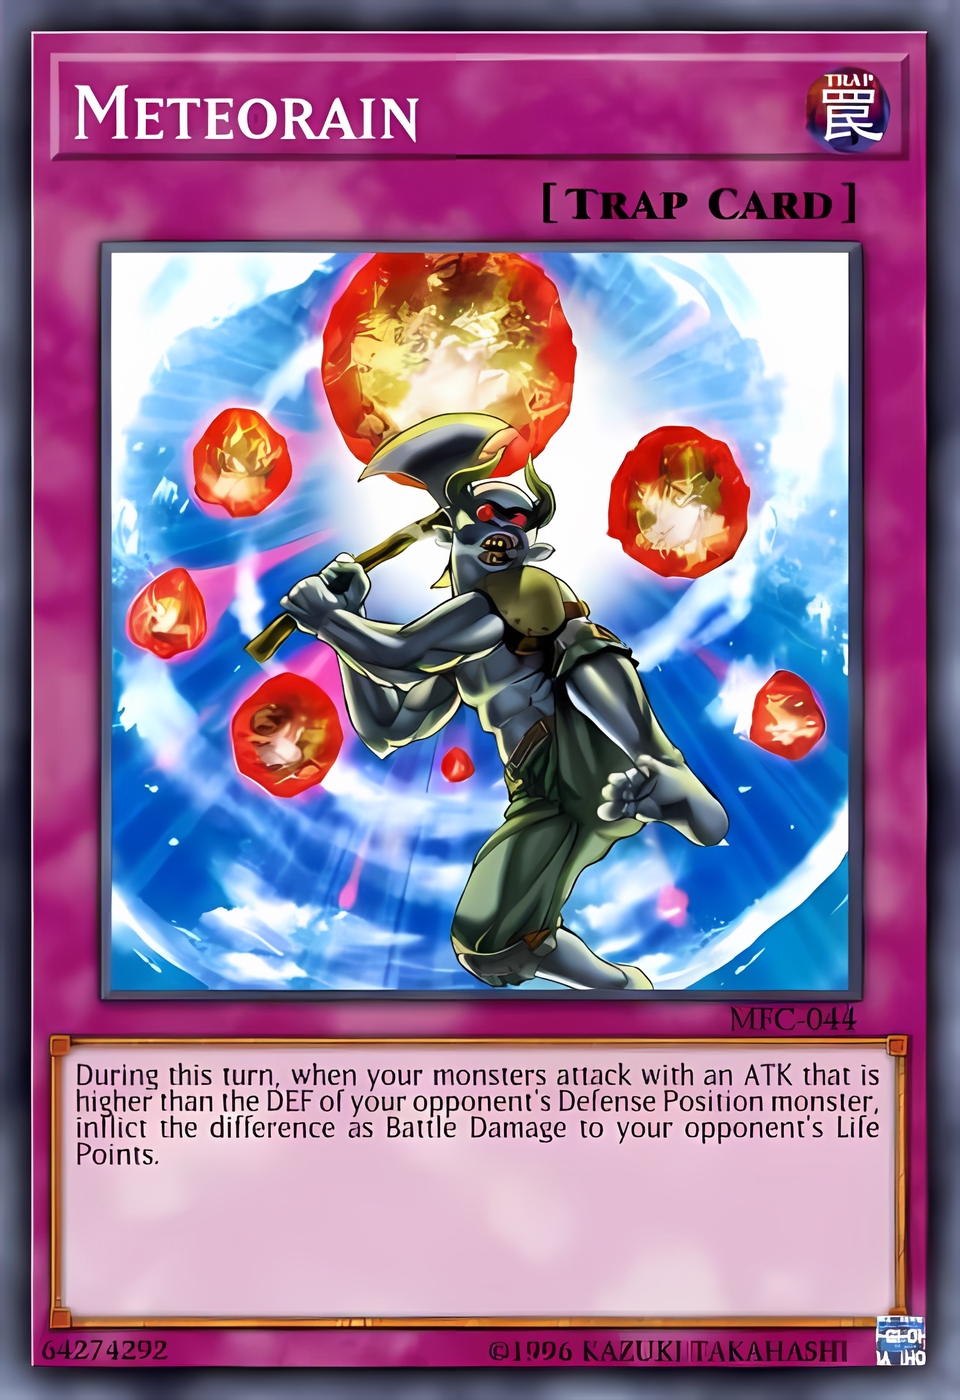 METEORAIN
TRAP
罠
[TRAP CARD]
MFC-044
During this turn, when your monsters attack with an ATK that is
higher than the DEF of your opponent's Defense Position monster,
inflict the difference as Battle Damage to your opponent's Life
Points.
64274292
©1996 KAZUKI TAKAHASHI